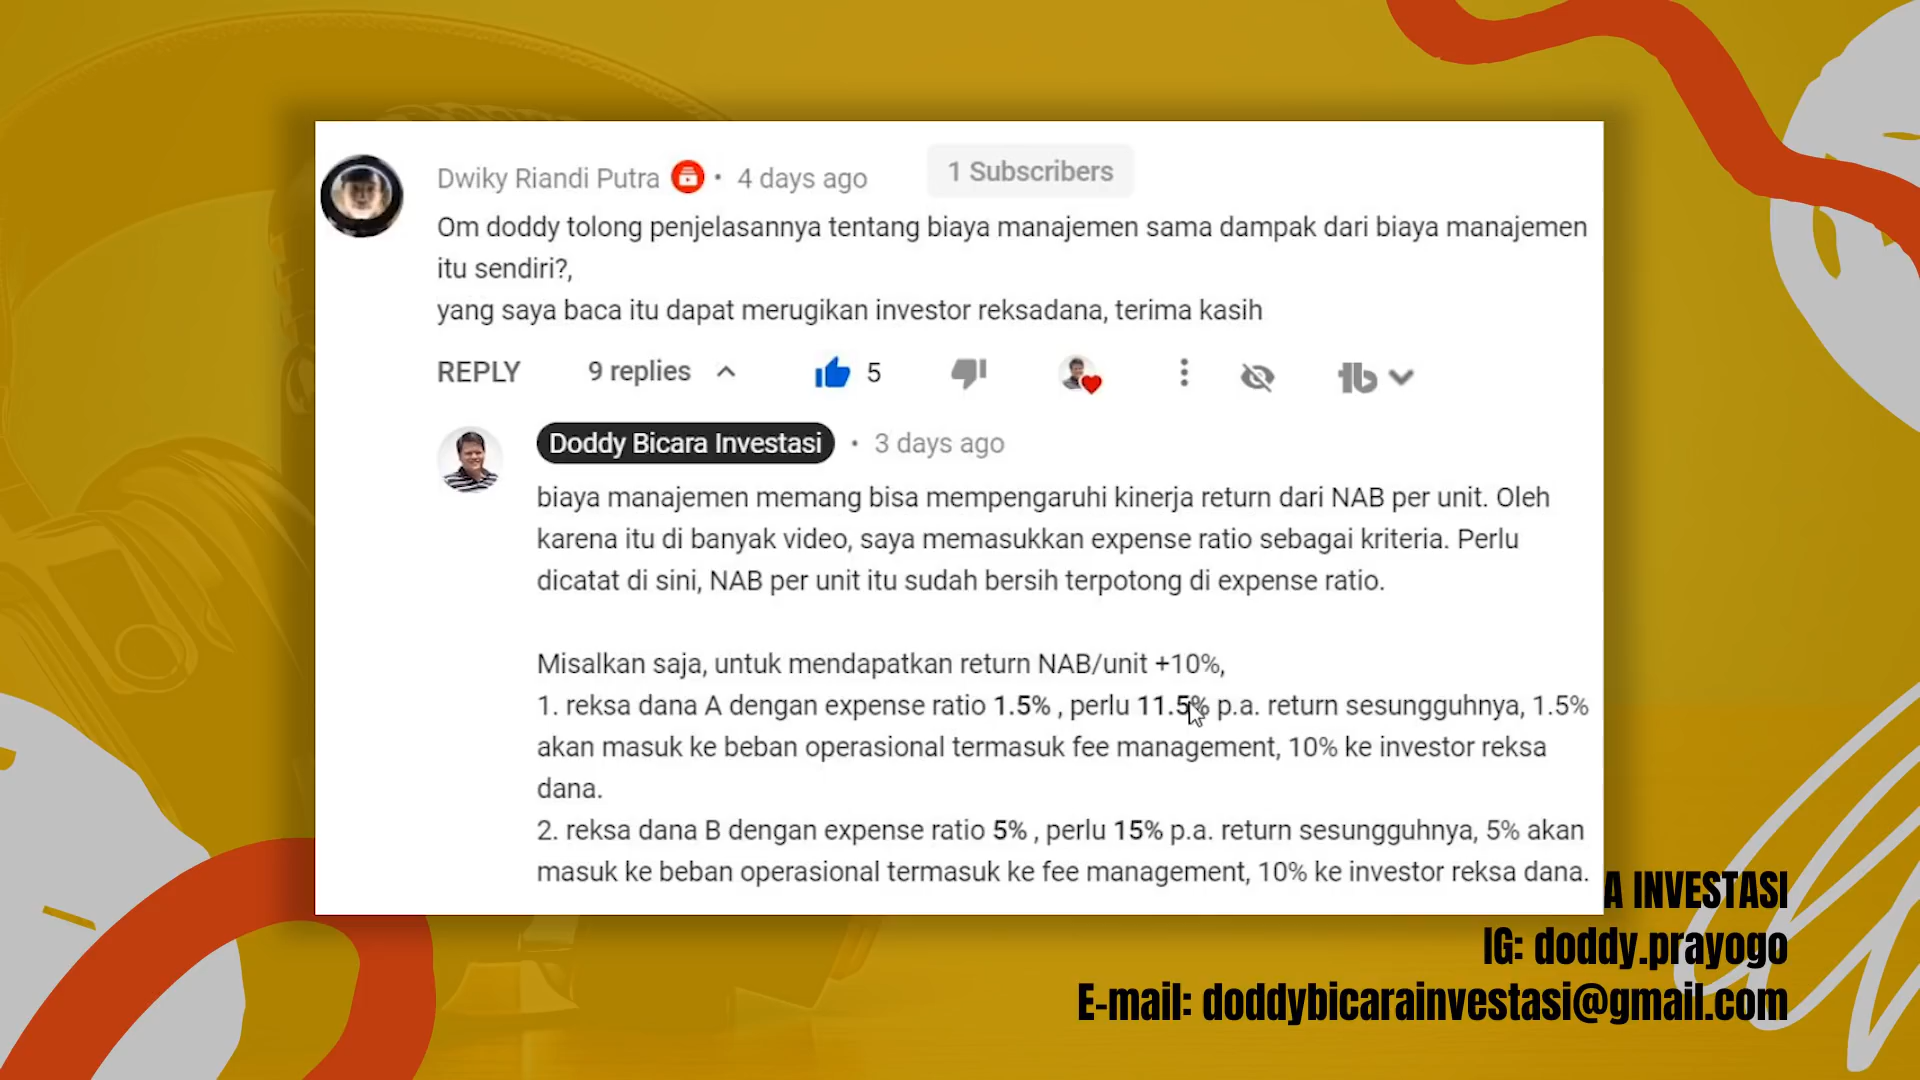 Dwiky Riandi Putra • 4 days ago 1 Subscribers
Om doddy tolong penjelasannya tentang biaya manajemen sama dampak dari biaya manajemen
itu sendiri?,
yang saya baca itu dapat merugikan investor reksadana, terima kasih
REPLY 9 replies 5
Doddy Bicara Investasi • 3 days ago
biaya manajemen memang bisa mempengaruhi kinerja return dari NAB per unit. Oleh
karena itu di banyak video, saya memasukkan expense ratio sebagai kriteria. Perlu
dicatat di sini, NAB per unit itu sudah bersih terpotong di expense ratio.
Misalkan saja, untuk mendapatkan return NAB/unit +10%,
1. reksa dana A dengan expense ratio 1.5% , perlu 11.5% p.a. return sesungguhnya, 1.5%
akan masuk ke beban operasional termasuk fee management, 10% ke investor reksa
dana.
2. reksa dana B dengan expense ratio 5% , perlu 15% p.a. return sesungguhnya, 5% akan
masuk ke beban operasional termasuk ke fee management, 10% ke investor reksa dana.
A INVESTASI
IG: doddy.prayogo
E-mail: doddybicarainvestasi@gmail.com